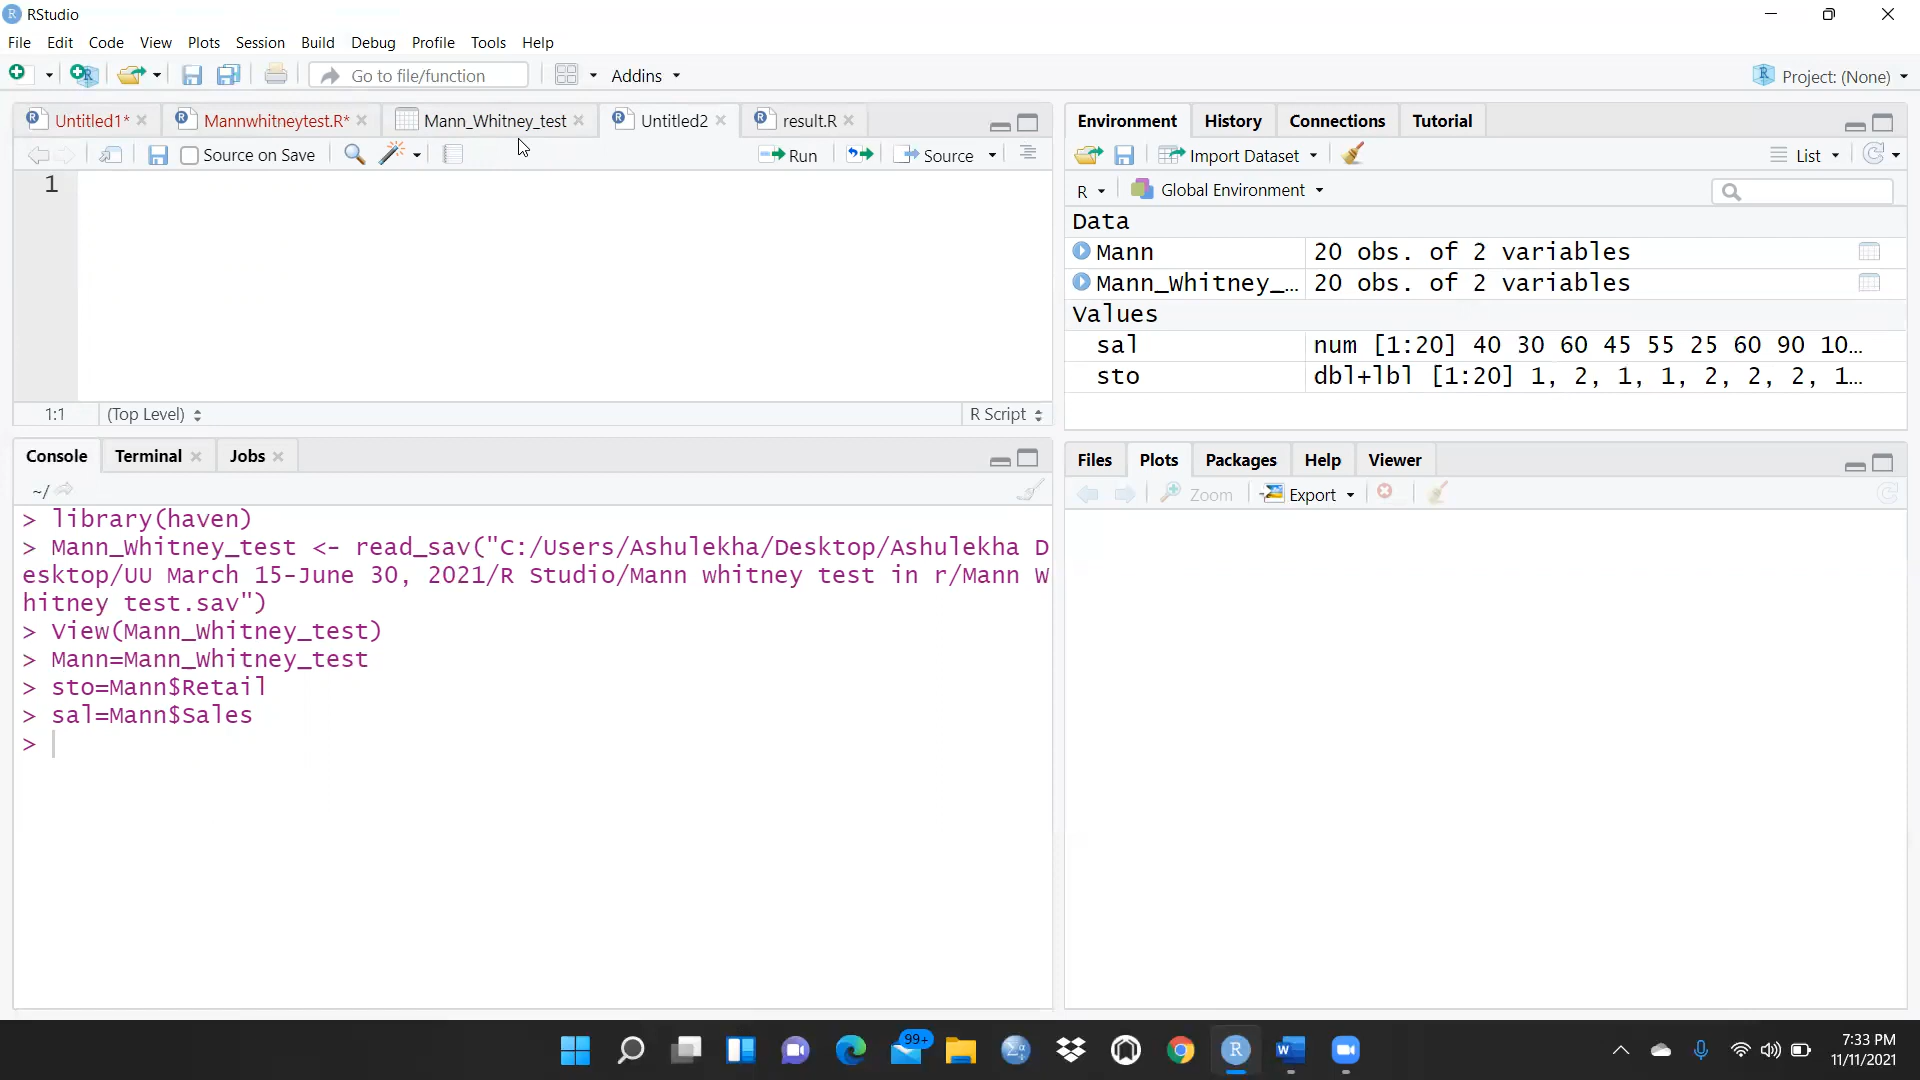 RStudio
File Edit Code View Plots Session Build Debug Profile Tools Help
Go to file/function Addins Project: (None)
Untitled1* Mannwhitneytest.R* Mann_Whitney_test Untitled2 result.R
Source on Save Run Source
1
1:1 (Top Level) R Script
Console Terminal Jobs
~/
> library(haven)
> Mann_Whitney_test <- read_sav("C:/Users/Ashulekha/Desktop/Ashulekha D
esktop/UU March 15-June 30, 2021/R Studio/Mann whitney test in r/Mann W
hitney test.sav")
> View(Mann_Whitney_test)
> Mann=Mann_Whitney_test
> sto=Mann$Retail
> sal=Mann$Sales
>
Environment History Connections Tutorial
Import Dataset List
R Global Environment
Data
Mann 20 obs. of 2 variables
Mann_Whitney_... 20 obs. of 2 variables
Values
sal num [1:20] 40 30 60 45 55 25 60 90 10...
sto dbl+lbl [1:20] 1, 2, 1, 1, 2, 2, 2, 1...
Files Plots Packages Help Viewer
Zoom Export
99+
7:33 PM
11/11/2021